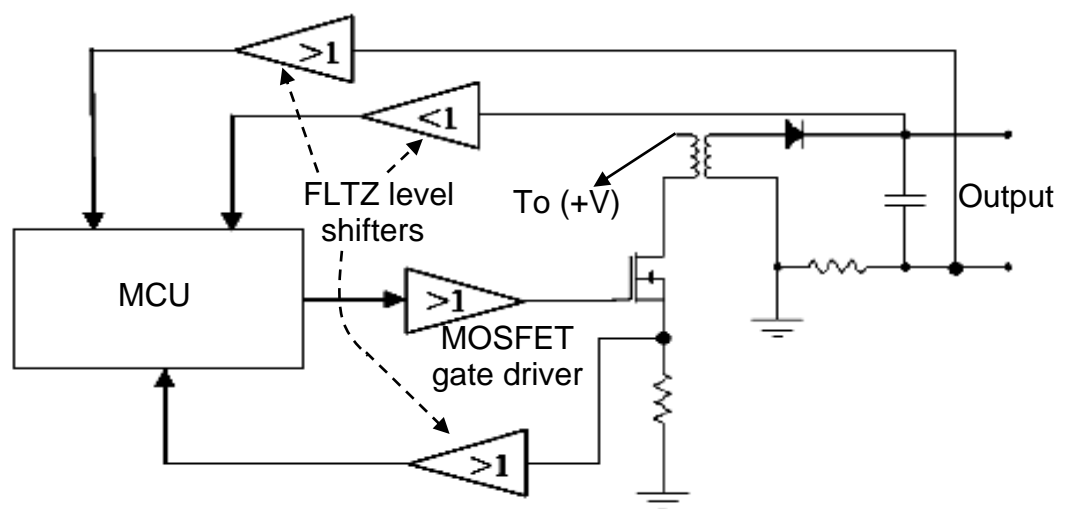 >1
<1
FLTZ level
shifters
To (+V)
Output
MCU
>1
MOSFET
gate driver
>1